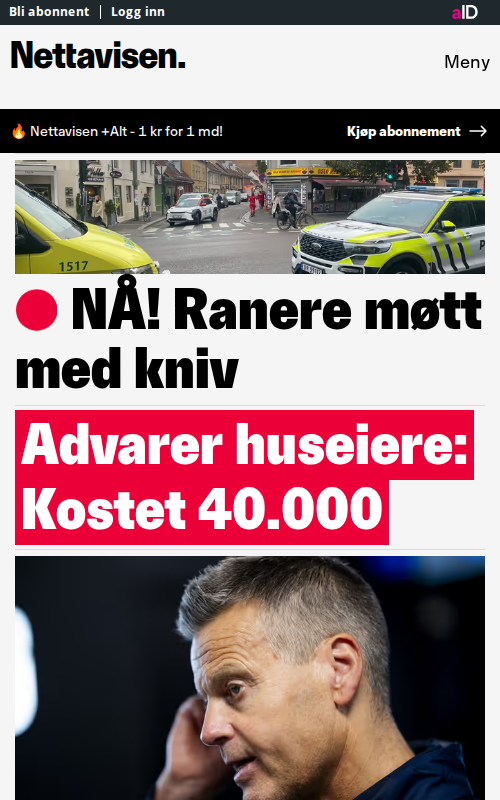 Bli abonnent
Logg inn
aID
Nettavisen.
Meny
🔥 Nettavisen +Alt - 1 kr for 1 md!
Kjøp abonnement →
1517
NÅ! Ranere møtt
med kniv
Advarer huseiere:
Kostet 40.000